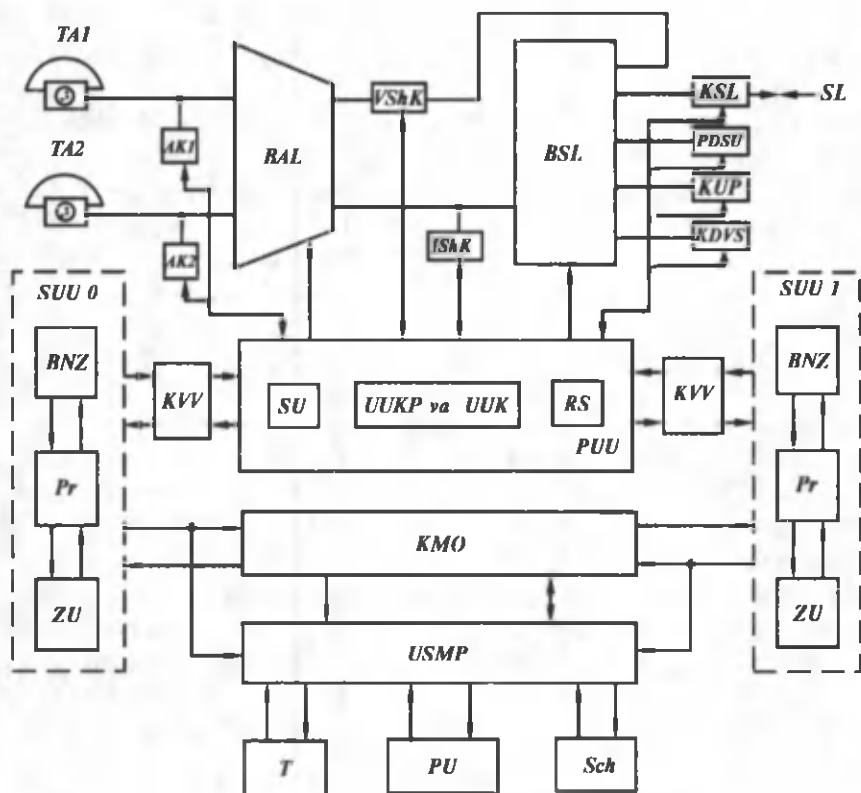 TA1
TA2
AK1
AK2
BAL
VShK
IShK
BSL
KSL
SL
PDSU
KUP
KDVS
SUU 0
BNZ
Pr
ZU
KVV
SU
UUKP va UUK
RS
PUU
KVV
SUU 1
BNZ
Pr
ZU
KMO
USMP
T
PU
Sch